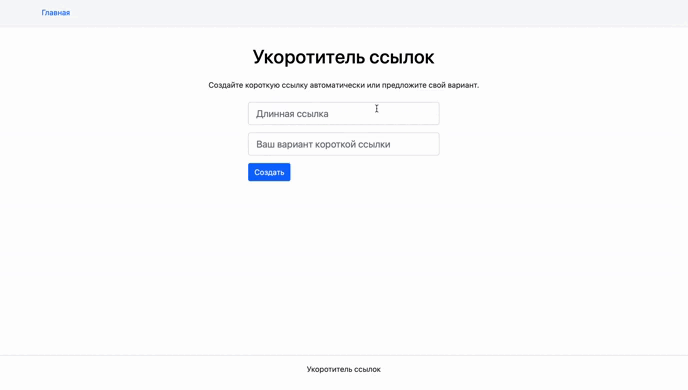 Главная
Укоротитель ссылок
Создайте короткую ссылку автоматически или предложите свой вариант.
Длинная ссылка
Ваш вариант короткой ссылки
Создать
Укоротитель ссылок